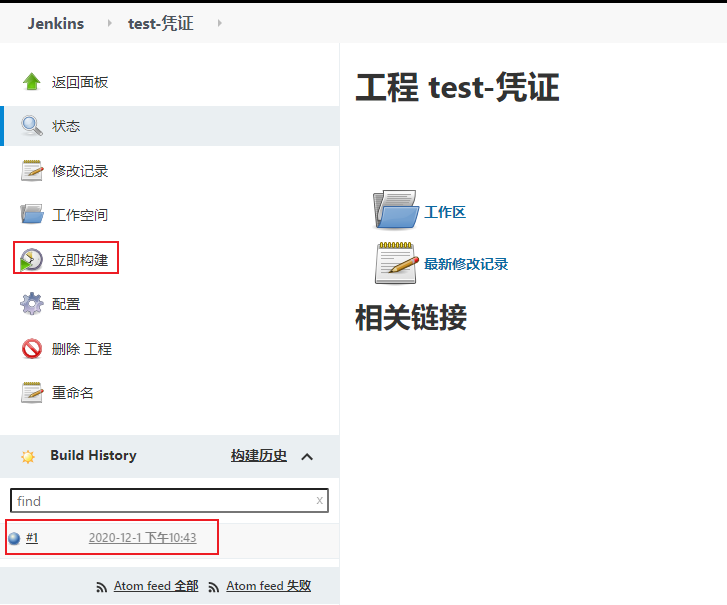 Jenkins test-凭证
返回面板
状态
修改记录
工作空间
立即构建
配置
删除 工程
重命名
Build History 构建历史
find x
#1 2020-12-1 下午10:43
Atom feed 全部 Atom feed 失败
工程 test-凭证
工作区
最新修改记录
相关链接